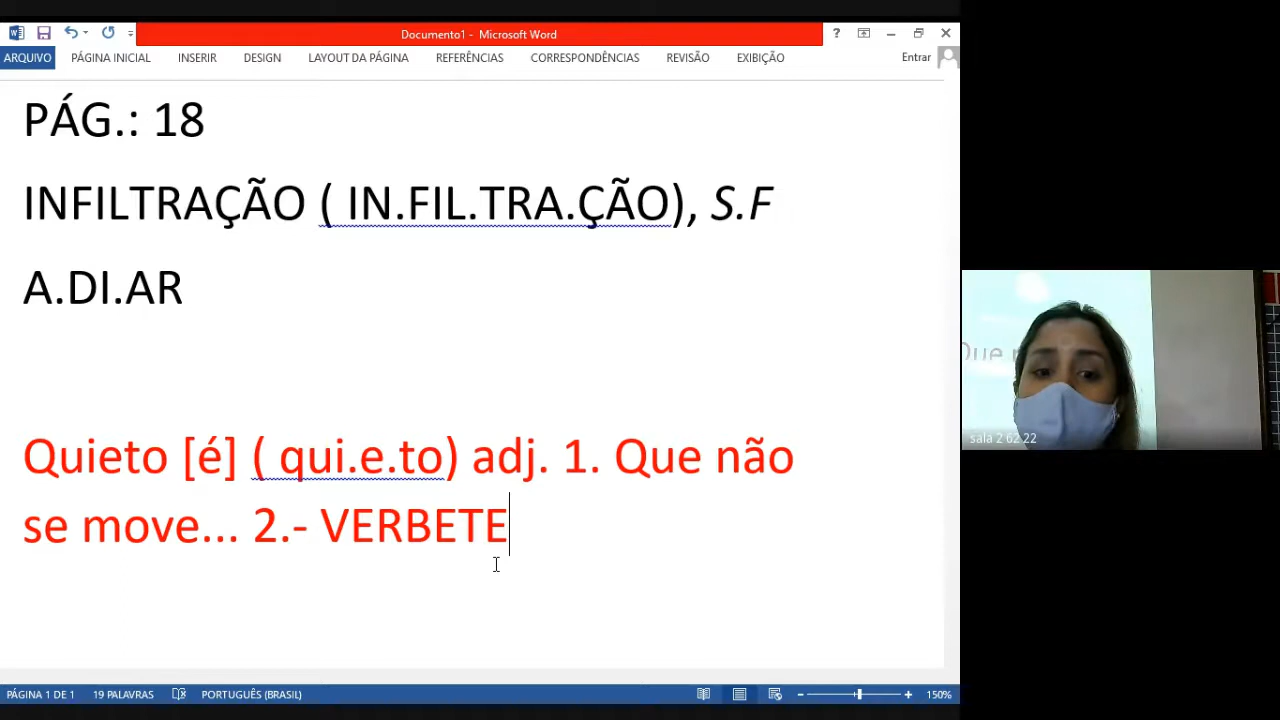 Documento1 - Microsoft Word
?
ARQUIVO PÁGINA INICIAL INSERIR DESIGN LAYOUT DA PÁGINA REFERÊNCIAS CORRESPONDÊNCIAS REVISÃO EXIBIÇÃO Entrar
PÁG.: 18
INFILTRAÇÃO ( IN.FIL.TRA.ÇÃO), S.F
A.DI.AR
Quieto [é] ( qui.e.to) adj. 1. Que não
se move... 2.- VERBETE
Que
sala 2 62 22
PÁGINA 1 DE 1 19 PALAVRAS PORTUGUÊS (BRASIL) 150%